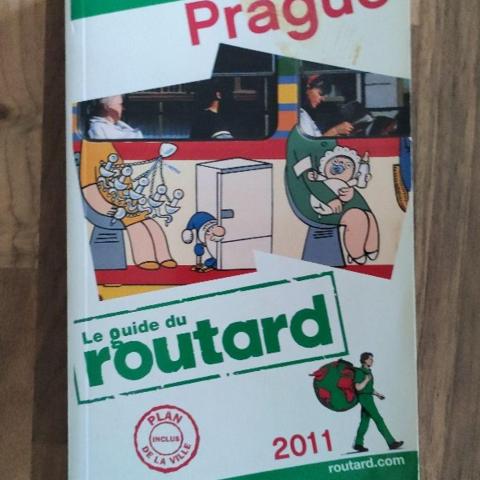 Prague
Le guide du
routard
PLAN
INCLUS
DE LA VILLE
2011
routard.com